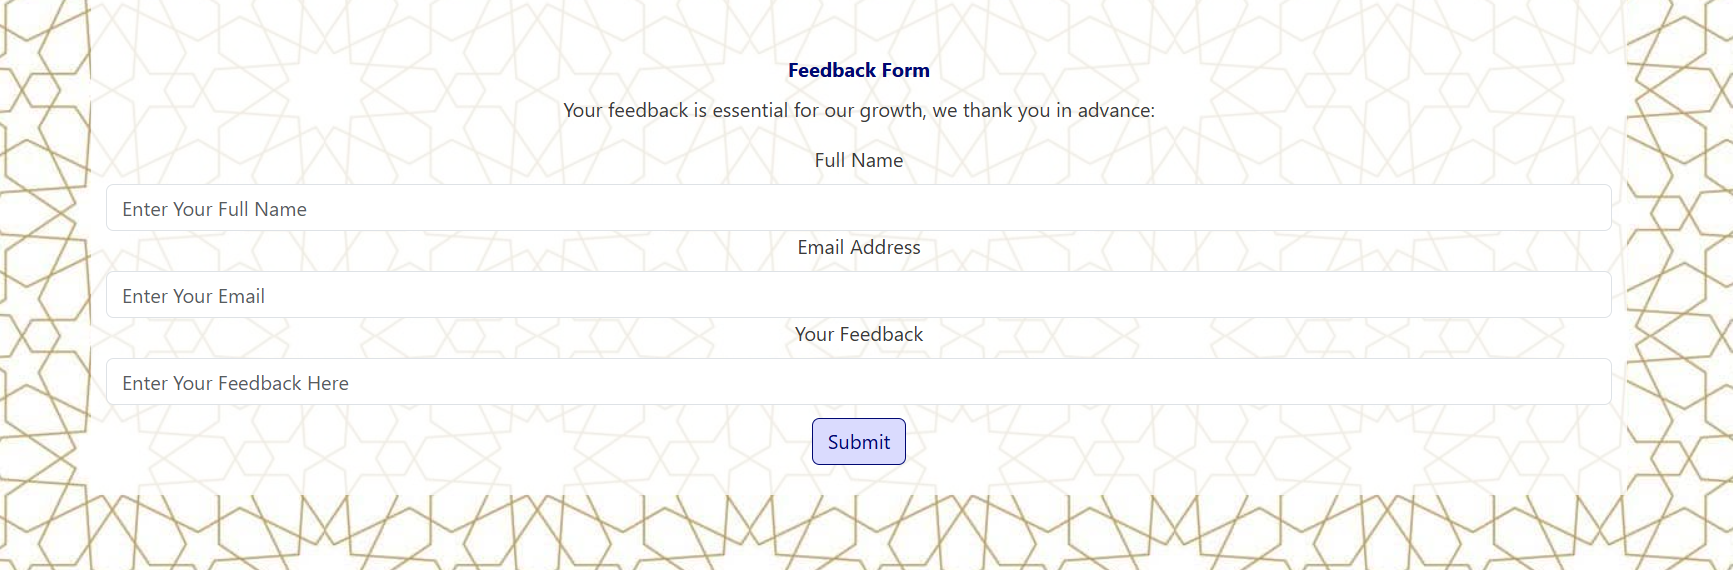 Feedback Form
Your feedback is essential for our growth, we thank you in advance:
Full Name
Enter Your Full Name
Email Address
Enter Your Email
Your Feedback
Enter Your Feedback Here
Submit